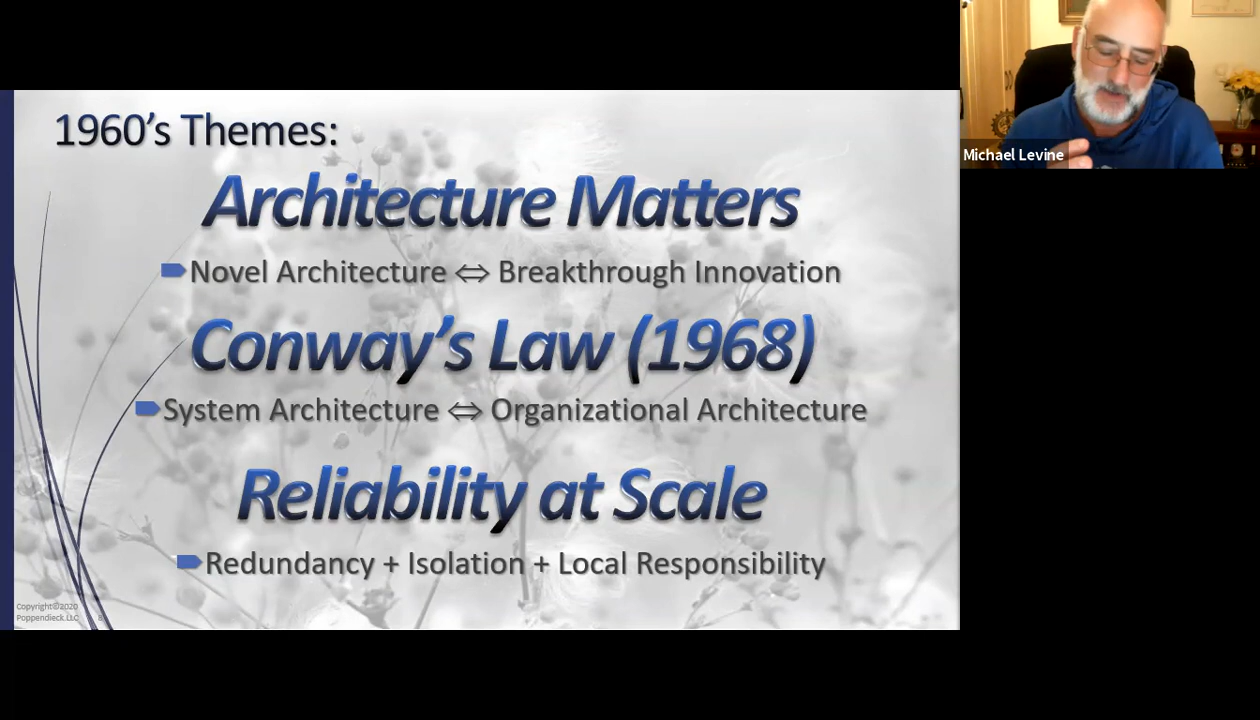 1960’s Themes:
Architecture Matters
Novel Architecture ⇔ Breakthrough Innovation
Conway’s Law (1968)
System Architecture ⇔ Organizational Architecture
Reliability at Scale
Redundancy + Isolation + Local Responsibility
Copyright©2020
Poppendieck.LLC 8
Michael Levine